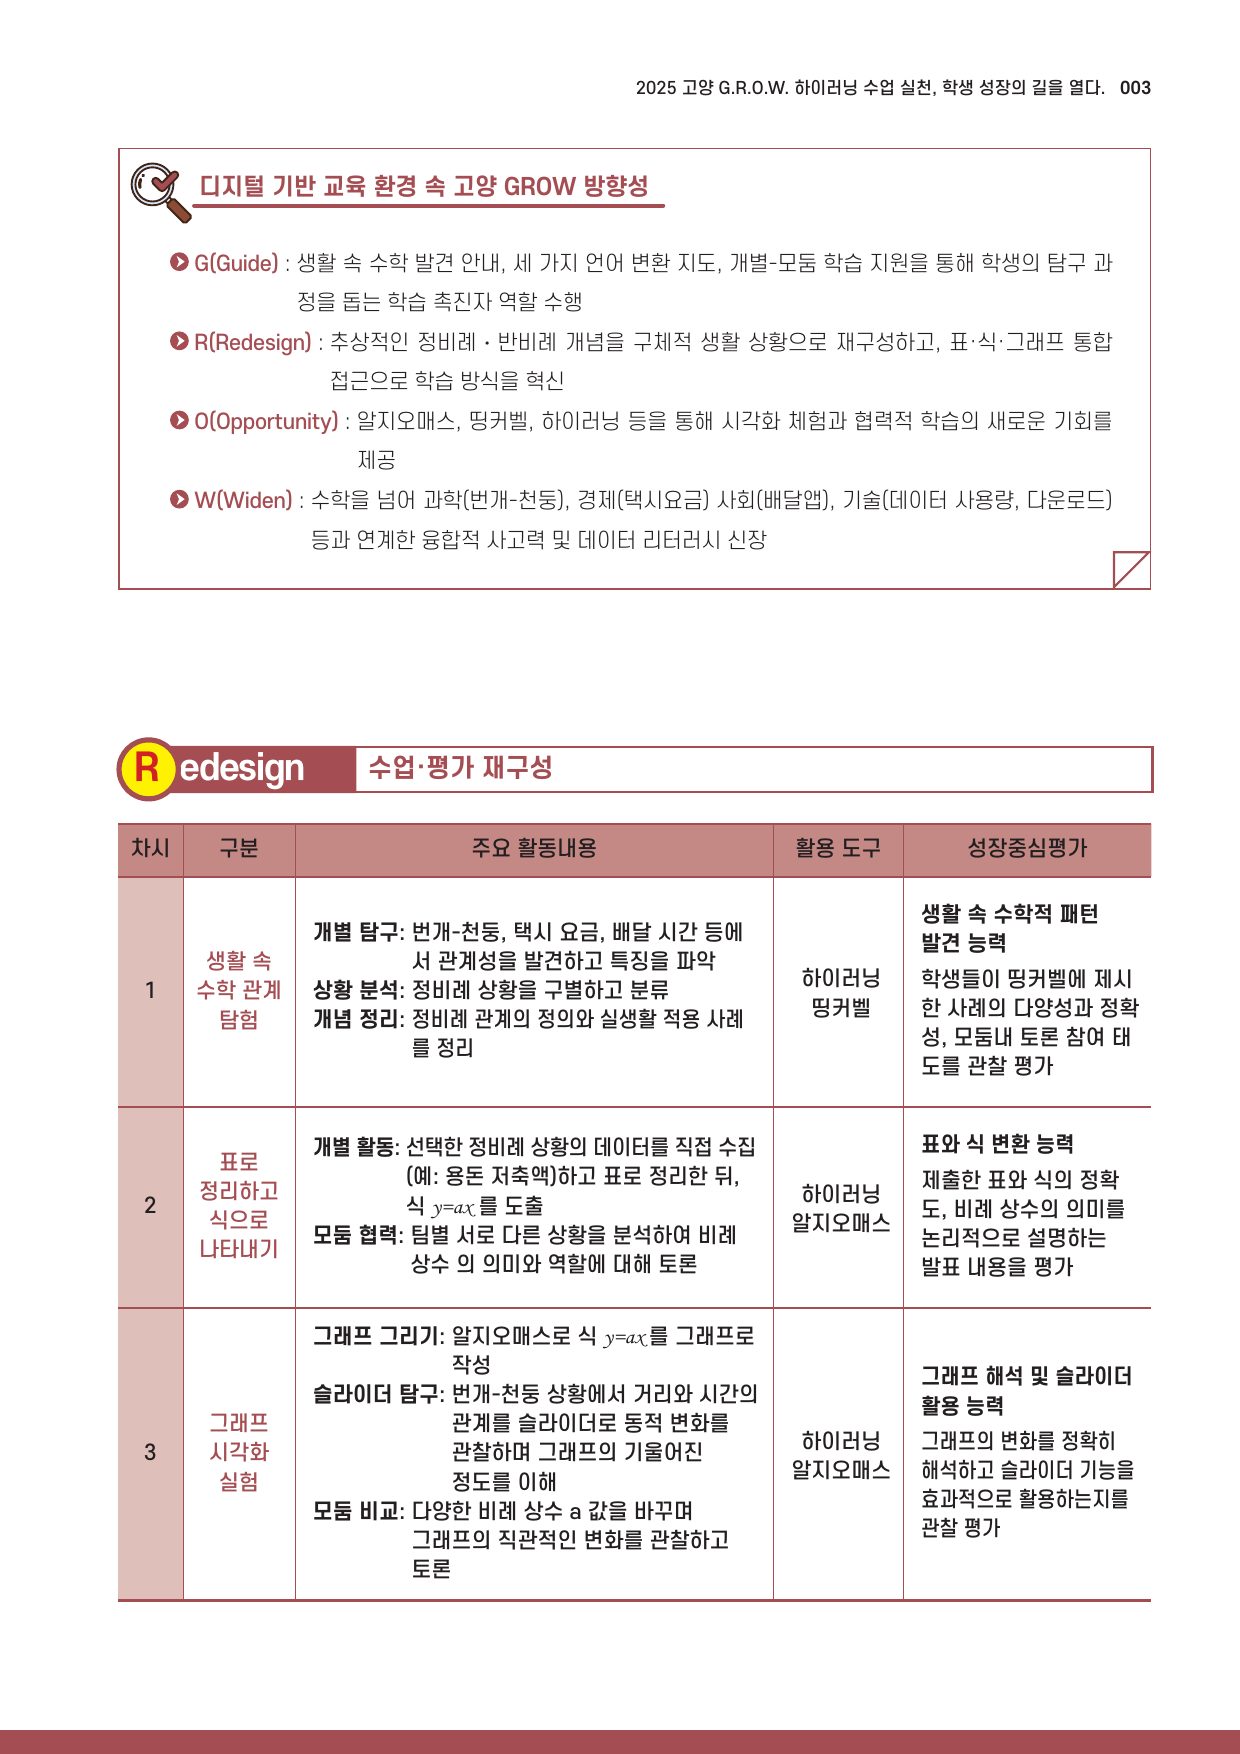 2025 고양 G.R.O.W. 하이러닝 수업 실천, 학생 성장의 길을 열다. 003
디지털 기반 교육 환경 속 고양 GROW 방향성
G(Guide) : 생활 속 수학 발견 안내, 세 가지 언어 변환 지도, 개별-모둠 학습 지원을 통해 학생의 탐구 과
정을 돕는 학습 촉진자 역할 수행
R(Redesign) : 추상적인 정비례・반비례 개념을 구체적 생활 상황으로 재구성하고, 표·식·그래프 통합
접근으로 학습 방식을 혁신
O(Opportunity) : 알지오매스, 띵커벨, 하이러닝 등을 통해 시각화 체험과 협력적 학습의 새로운 기회를
제공
W(Widen) : 수학을 넘어 과학(번개-천둥), 경제(택시요금) 사회(배달앱), 기술(데이터 사용량, 다운로드)
등과 연계한 융합적 사고력 및 데이터 리터러시 신장
Redesign 수업·평가 재구성
차시 구분 주요 활동내용 활용 도구 성장중심평가
1
생활 속
수학 관계
탐험
개별 탐구: 번개-천둥, 택시 요금, 배달 시간 등에
서 관계성을 발견하고 특징을 파악
상황 분석: 정비례 상황을 구별하고 분류
개념 정리: 정비례 관계의 정의와 실생활 적용 사례
를 정리
하이러닝
띵커벨
생활 속 수학적 패턴
발견 능력
학생들이 띵커벨에 제시
한 사례의 다양성과 정확
성, 모둠내 토론 참여 태
도를 관찰 평가
2
표로
정리하고
식으로
나타내기
개별 활동: 선택한 정비례 상황의 데이터를 직접 수집
(예: 용돈 저축액)하고 표로 정리한 뒤,
식 y=ax를 도출
모둠 협력: 팀별 서로 다른 상황을 분석하여 비례
상수 의 의미와 역할에 대해 토론
하이러닝
알지오매스
표와 식 변환 능력
제출한 표와 식의 정확
도, 비례 상수의 의미를
논리적으로 설명하는
발표 내용을 평가
3
그래프
시각화
실험
그래프 그리기: 알지오매스로 식 y=ax를 그래프로
작성
슬라이더 탐구: 번개-천둥 상황에서 거리와 시간의
관계를 슬라이더로 동적 변화를
관찰하며 그래프의 기울어진
정도를 이해
모둠 비교: 다양한 비례 상수 a 값을 바꾸며
그래프의 직관적인 변화를 관찰하고
토론
하이러닝
알지오매스
그래프 해석 및 슬라이더
활용 능력
그래프의 변화를 정확히
해석하고 슬라이더 기능을
효과적으로 활용하는지를
관찰 평가